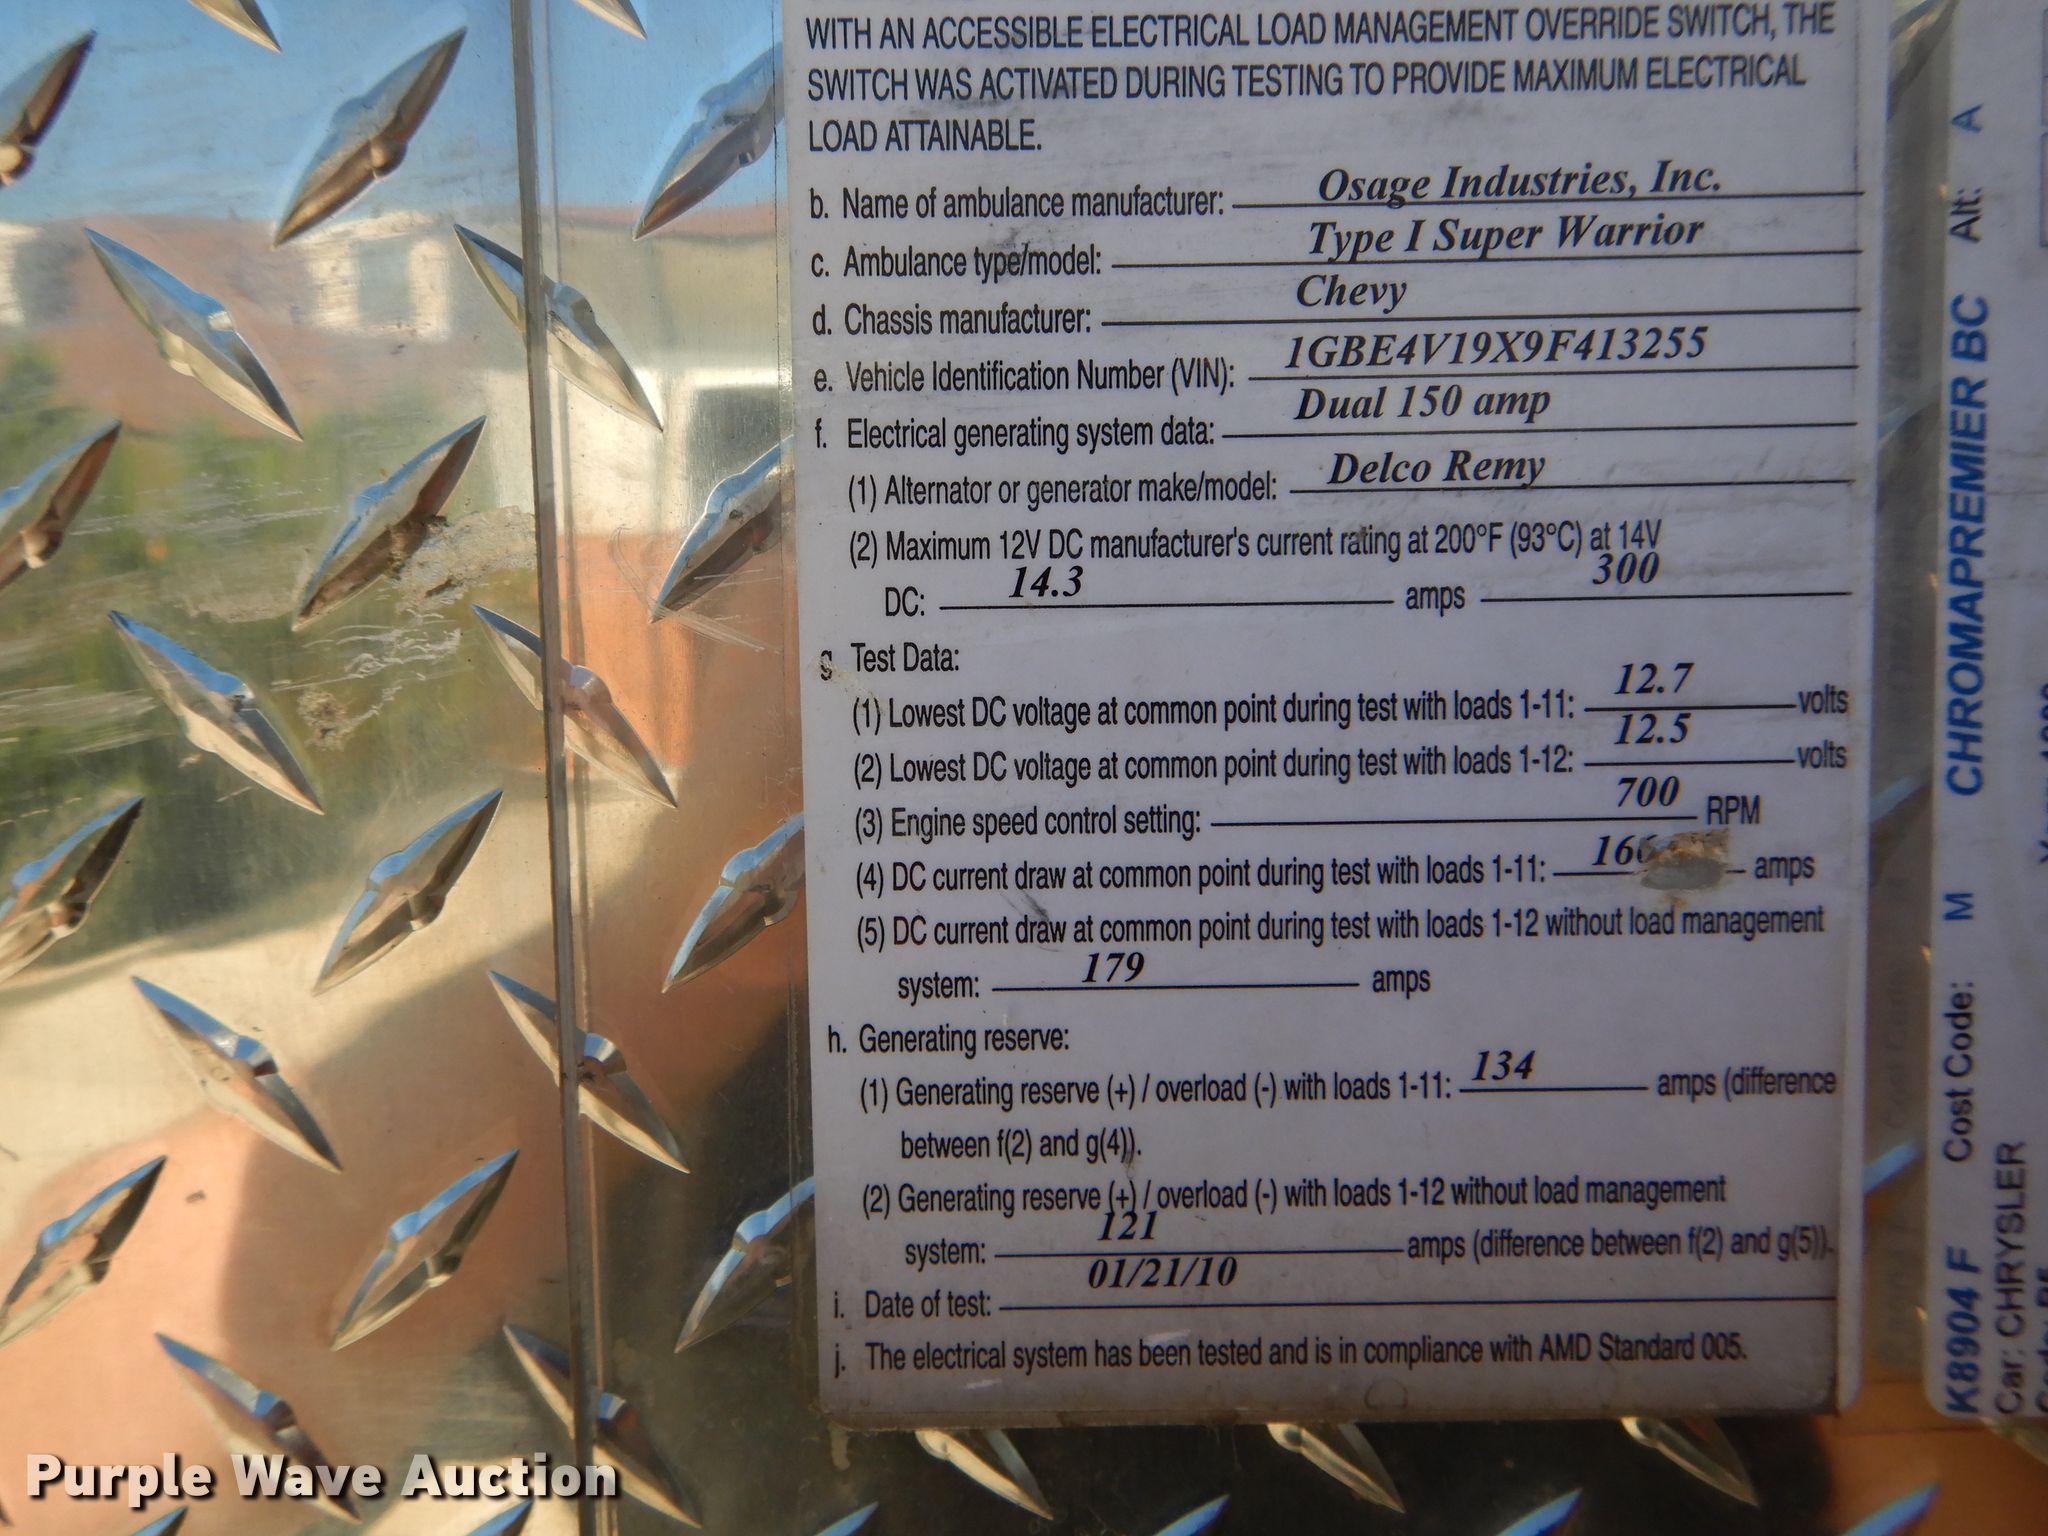 WITH AN ACCESSIBLE ELECTRICAL LOAD MANAGEMENT OVERRIDE SWITCH, THE
SWITCH WAS ACTIVATED DURING TESTING TO PROVIDE MAXIMUM ELECTRICAL
LOAD ATTAINABLE.
b. Name of ambulance manufacturer: Osage Industries, Inc.
c. Ambulance type/model: Type I Super Warrior
d. Chassis manufacturer: Chevy
e. Vehicle Identification Number (VIN): 1GBE4V19X9F413255
f. Electrical generating system data: Dual 150 amp
(1) Alternator or generator make/model: Delco Remy
(2) Maximum 12V DC manufacturer's current rating at 200°F (93°C) at 14V
DC: 14.3 amps 300
g Test Data:
(1) Lowest DC voltage at common point during test with loads 1-11: 12.7 volts
(2) Lowest DC voltage at common point during test with loads 1-12: 12.5 volts
(3) Engine speed control setting: 700 RPM
(4) DC current draw at common point during test with loads 1-11: 166 amps
(5) DC current draw at common point during test with loads 1-12 without load management
system: 179 amps
h. Generating reserve:
(1) Generating reserve (+) / overload (-) with loads 1-11: 134 amps (difference
between f(2) and g(4)).
(2) Generating reserve (+) / overload (-) with loads 1-12 without load management
system: 121 amps (difference between f(2) and g(5)).
i. Date of test: 01/21/10
j. The electrical system has been tested and is in compliance with AMD Standard 005.
K8904 F Cost Code: M CHROMAPREMIER BC Alt: A
Car: CHRYSLER
Purple Wave Auction